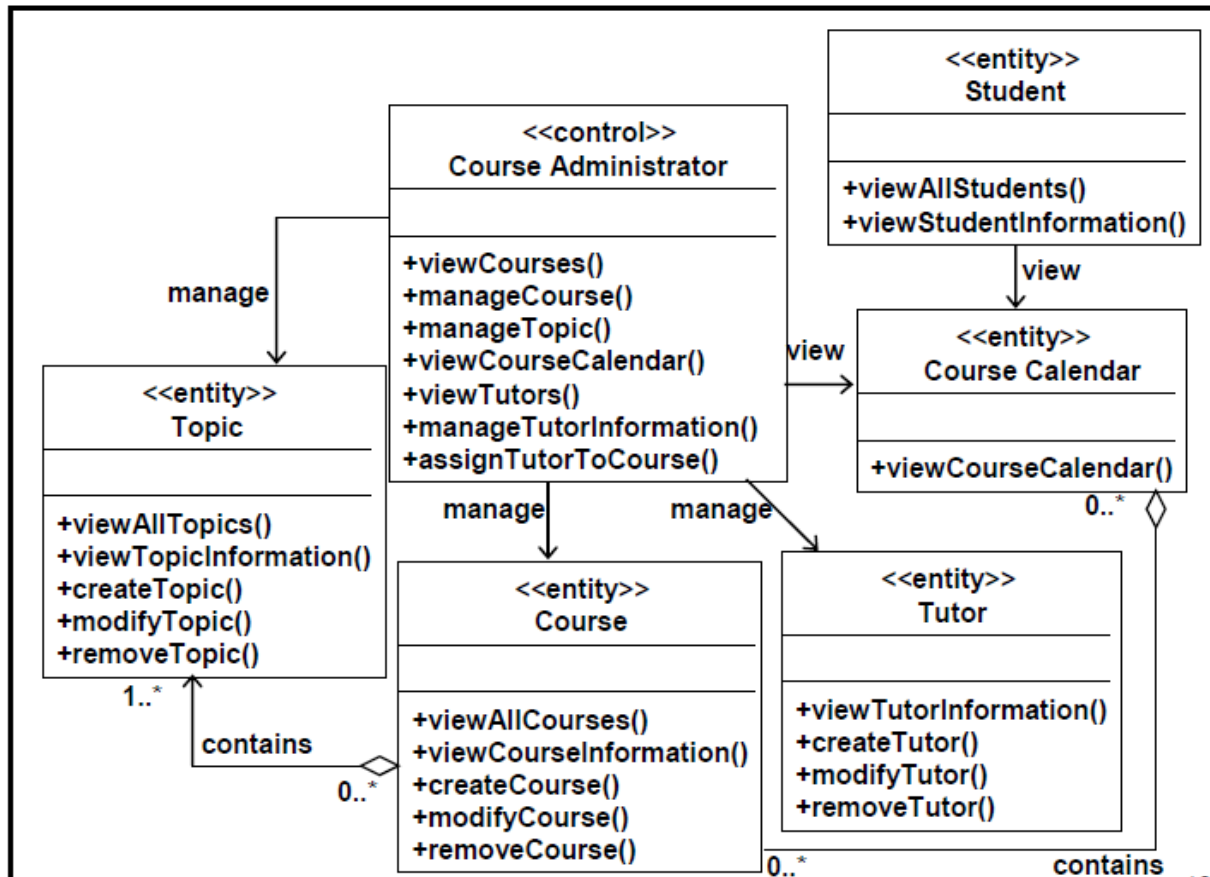 <<entity>>
Student
+viewAllStudents()
+viewStudentInformation()
<<control>>
Course Administrator
+viewCourses()
+manageCourse()
+manageTopic()
+viewCourseCalendar()
+viewTutors()
+manageTutorInformation()
+assignTutorToCourse()
view
manage
view
<<entity>>
Course Calendar
+viewCourseCalendar()
0..*
<<entity>>
Topic
+viewAllTopics()
+viewTopicInformation()
+createTopic()
+modifyTopic()
+removeTopic()
1..*
manage
manage
<<entity>>
Course
+viewAllCourses()
+viewCourseInformation()
+createCourse()
+modifyCourse()
+removeCourse()
<<entity>>
Tutor
+viewTutorInformation()
+createTutor()
+modifyTutor()
+removeTutor()
contains
0..*
0..*
contains